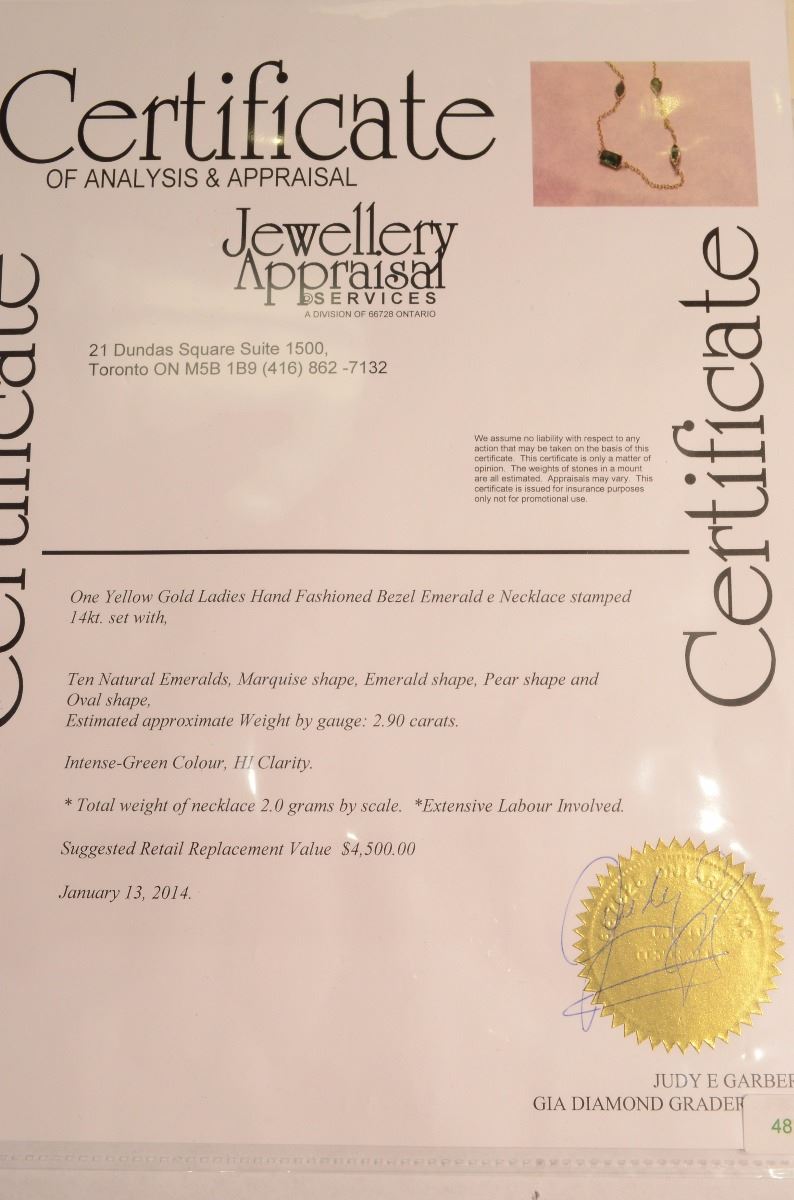 Certificate
OF ANALYSIS & APPRAISAL
Jewellery
Appraisal
SERVICES
A DIVISION OF 66728 ONTARIO
21 Dundas Square Suite 1500,
Toronto ON M5B 1B9 (416) 862 -7132
Certificate
Certificate
We assume no liability with respect to any
action that may be taken on the basis of this
certificate. This certificate is only a matter of
opinion. The weights of stones in a mount
are all estimated. Appraisals may vary. This
certificate is issued for insurance purposes
only not for promotional use.
One Yellow Gold Ladies Hand Fashioned Bezel Emerald e Necklace stamped
14kt. set with,
Ten Natural Emeralds, Marquise shape, Emerald shape, Pear shape and
Oval shape,
Estimated approximate Weight by gauge: 2.90 carats.
Intense-Green Colour, HI Clarity.
* Total weight of necklace 2.0 grams by scale. *Extensive Labour Involved.
Suggested Retail Replacement Value $4,500.00
January 13, 2014.
JUDY E GARBER
GIA DIAMOND GRADER
48